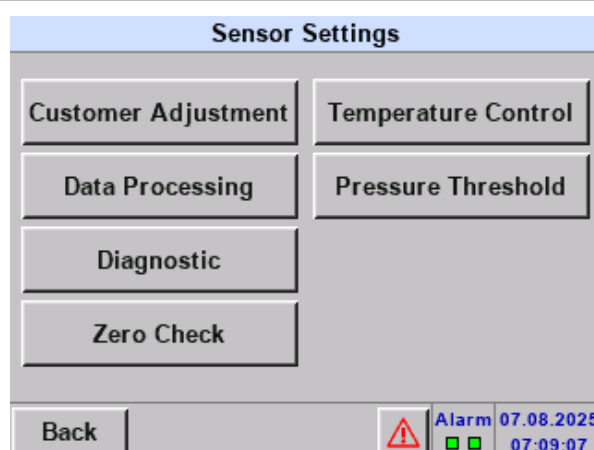 Sensor Settings
Customer Adjustment
Temperature Control
Data Processing
Pressure Threshold
Diagnostic
Zero Check
Back
Alarm
07.08.2025
07:09:07